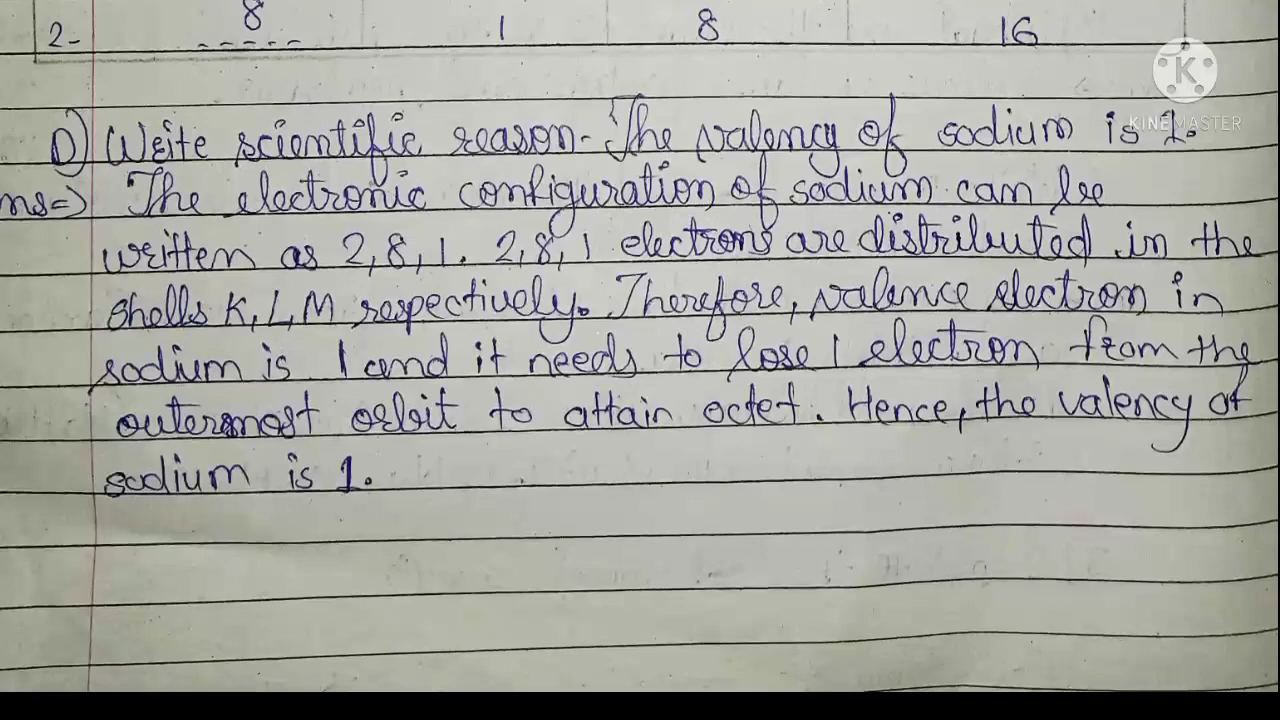 2- 8 1 8 16
K
KINEMASTER
D) Write scientific reason- The valency of sodium is 1.
ns=) The electronic configuration of sodium can be
written as 2,8,1. 2,8,1 electrons are distributed in the
shells K,L,M respectively. Therefore, valence electron in
sodium is 1 and it needs to lose 1 electron from the
outermost orbit to attain octet. Hence, the valency of
sodium is 1.